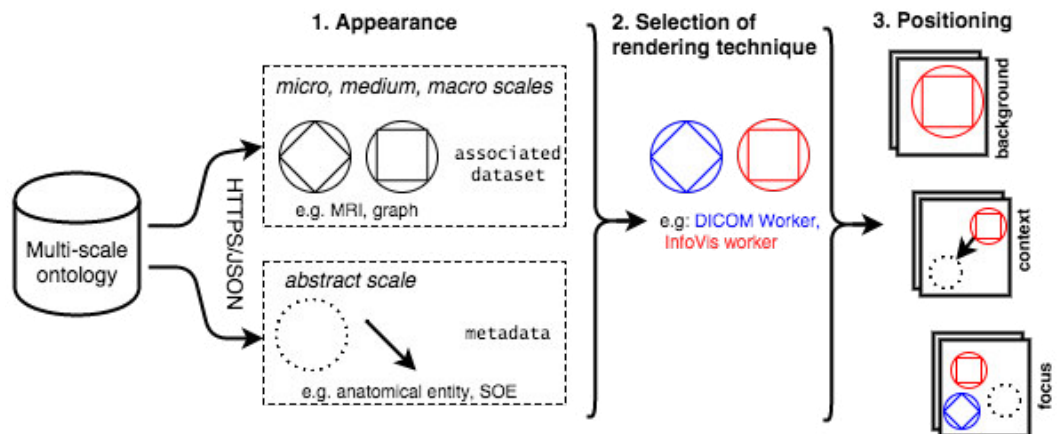 1. Appearance
2. Selection of
rendering technique
3. Positioning
Multi-scale
ontology
HTTPS/JSON
micro, medium, macro scales
associated
dataset
e.g. MRI, graph
abstract scale
metadata
e.g. anatomical entity, SOE
e.g: DICOM Worker,
InfoVis worker
background
context
focus